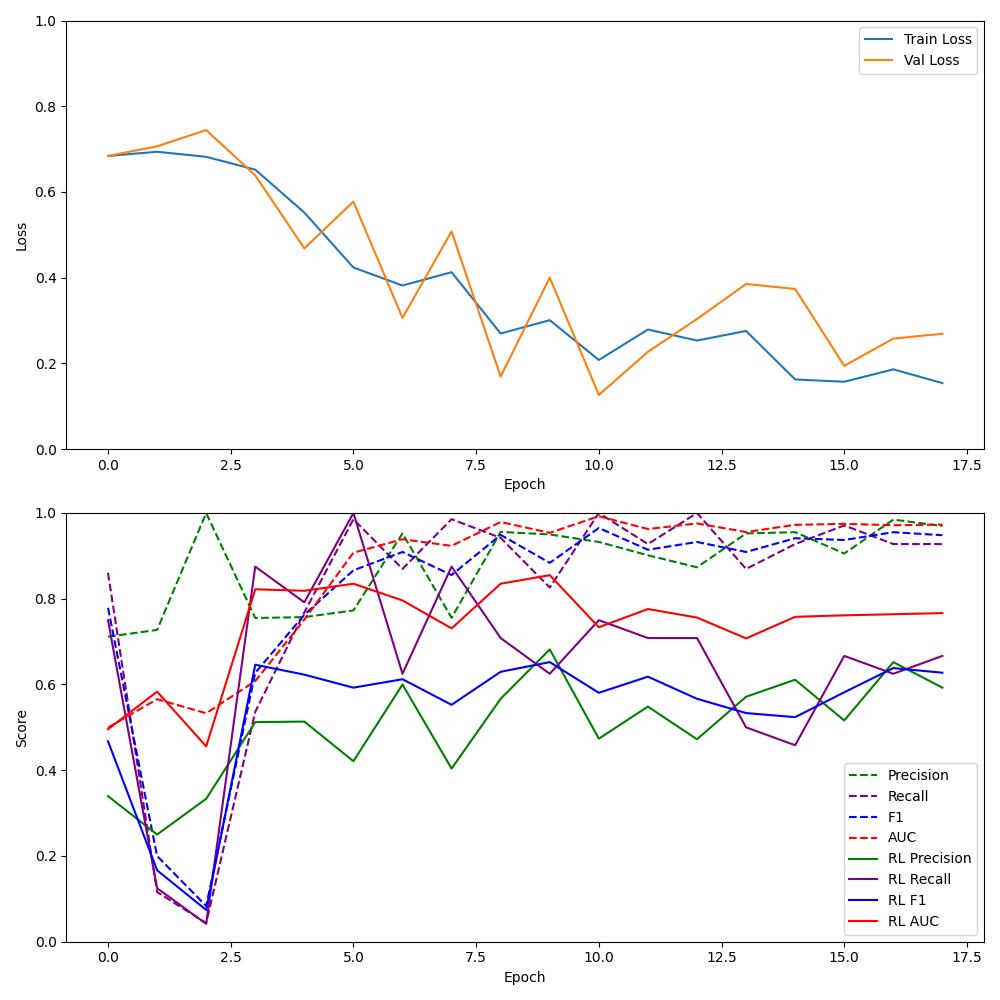 1.0
0.8
0.6
0.4
0.2
0.0
Loss
Train Loss
Val Loss
0.0 2.5 5.0 7.5 10.0 12.5 15.0 17.5
Epoch
1.0
0.8
0.6
0.4
0.2
0.0
Score
Precision
Recall
F1
AUC
RL Precision
RL Recall
RL F1
RL AUC
0.0 2.5 5.0 7.5 10.0 12.5 15.0 17.5
Epoch